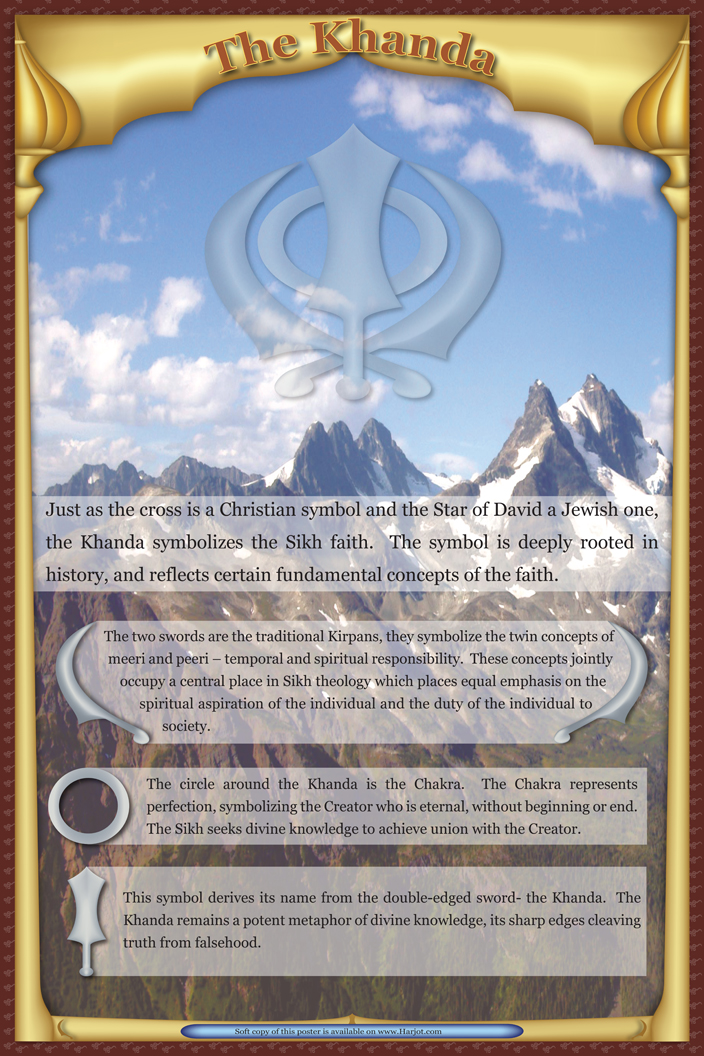 The Khanda
Just as the cross is a Christian symbol and the Star of David a Jewish one,
the Khanda symbolizes the Sikh faith. The symbol is deeply rooted in
history, and reflects certain fundamental concepts of the faith.
The two swords are the traditional Kirpans, they symbolize the twin concepts of
meeri and peeri – temporal and spiritual responsibility. These concepts jointly
occupy a central place in Sikh theology which places equal emphasis on the
spiritual aspiration of the individual and the duty of the individual to
society.
The circle around the Khanda is the Chakra. The Chakra represents
perfection, symbolizing the Creator who is eternal, without beginning or end.
The Sikh seeks divine knowledge to achieve union with the Creator.
This symbol derives its name from the double-edged sword- the Khanda. The
Khanda remains a potent metaphor of divine knowledge, its sharp edges cleaving
truth from falsehood.
Soft copy of this poster is available on www.Harjot.com